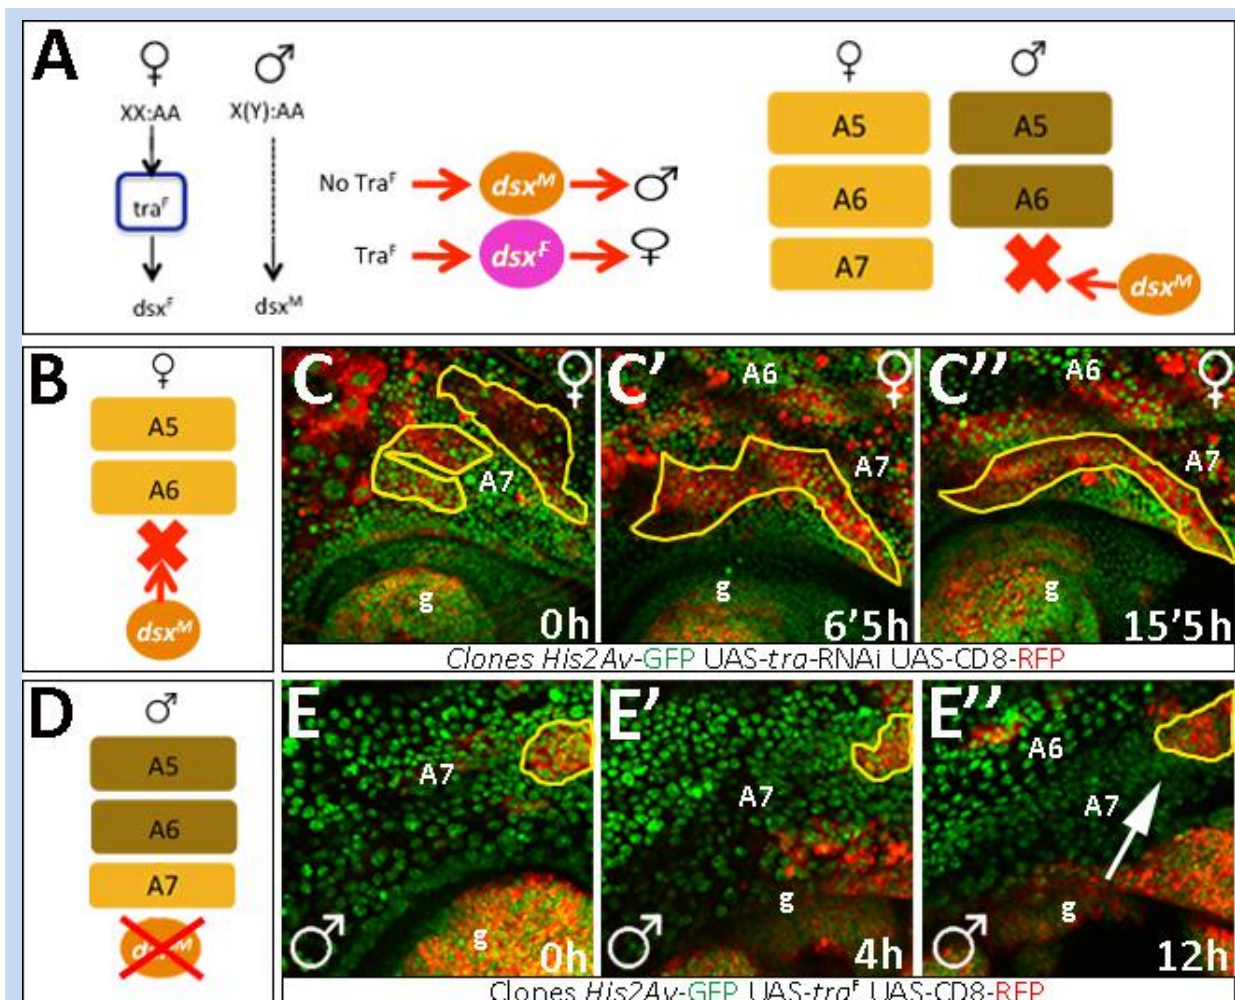 A
♀ ♂
XX:AA X(Y):AA
traF
dsxF dsxM
No TraF dsxM ♂
TraF dsxF ♀
♀ ♂
A5 A5
A6 A6
A7
dsxM
B
♀
A5
A6
dsxM
C ♀
A7
g
0h
C' ♀
A6
A7
g
6'5h
C'' ♀
A6
A7
g
15'5h
Clones His2Av-GFP UAS-tra-RNAi UAS-CD8-RFP
D
♂
A5
A6
A7
dsxM
E
A7
g
♂ 0h
E'
A7
g
♂ 4h
E''
A6
A7
g
♂ 12h
Clones His2Av-GFP UAS-traF UAS-CD8-RFP